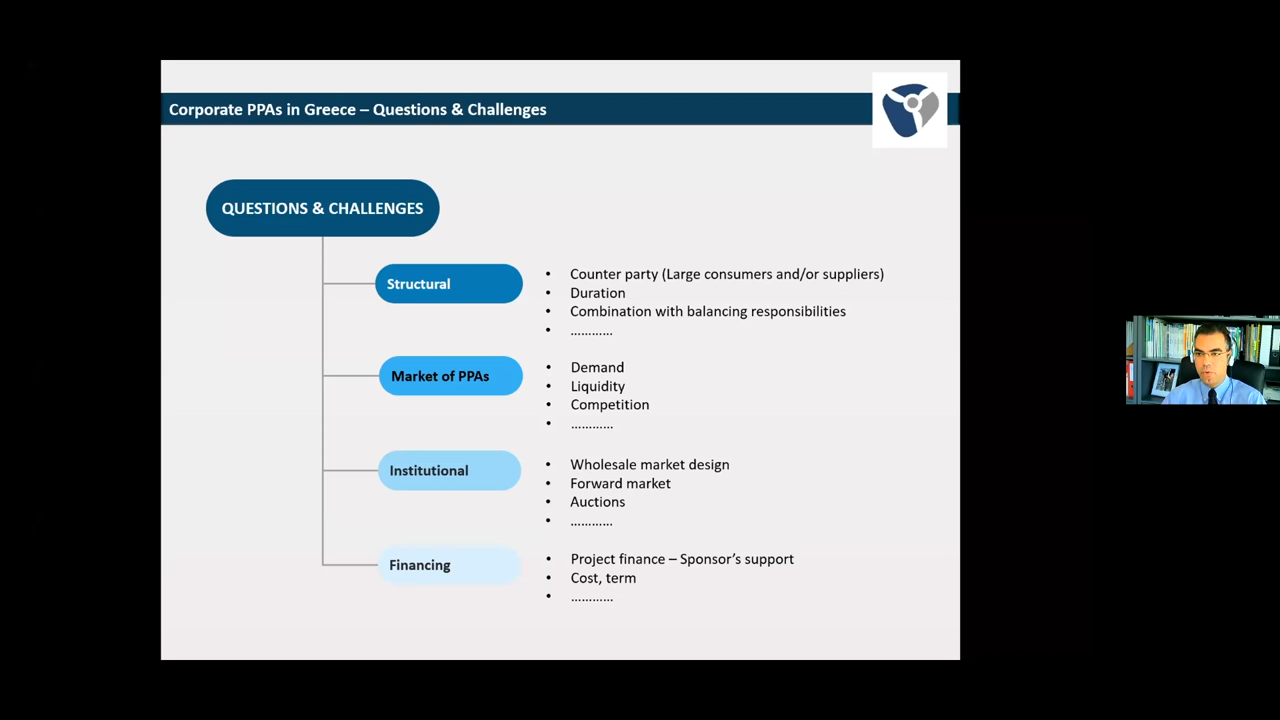 Corporate PPAs in Greece – Questions & Challenges
QUESTIONS & CHALLENGES
Structural
• Counter party (Large consumers and/or suppliers)
• Duration
• Combination with balancing responsibilities
• …………
Market of PPAs
• Demand
• Liquidity
• Competition
• …………
Institutional
• Wholesale market design
• Forward market
• Auctions
• …………
Financing
• Project finance – Sponsor's support
• Cost, term
• …………